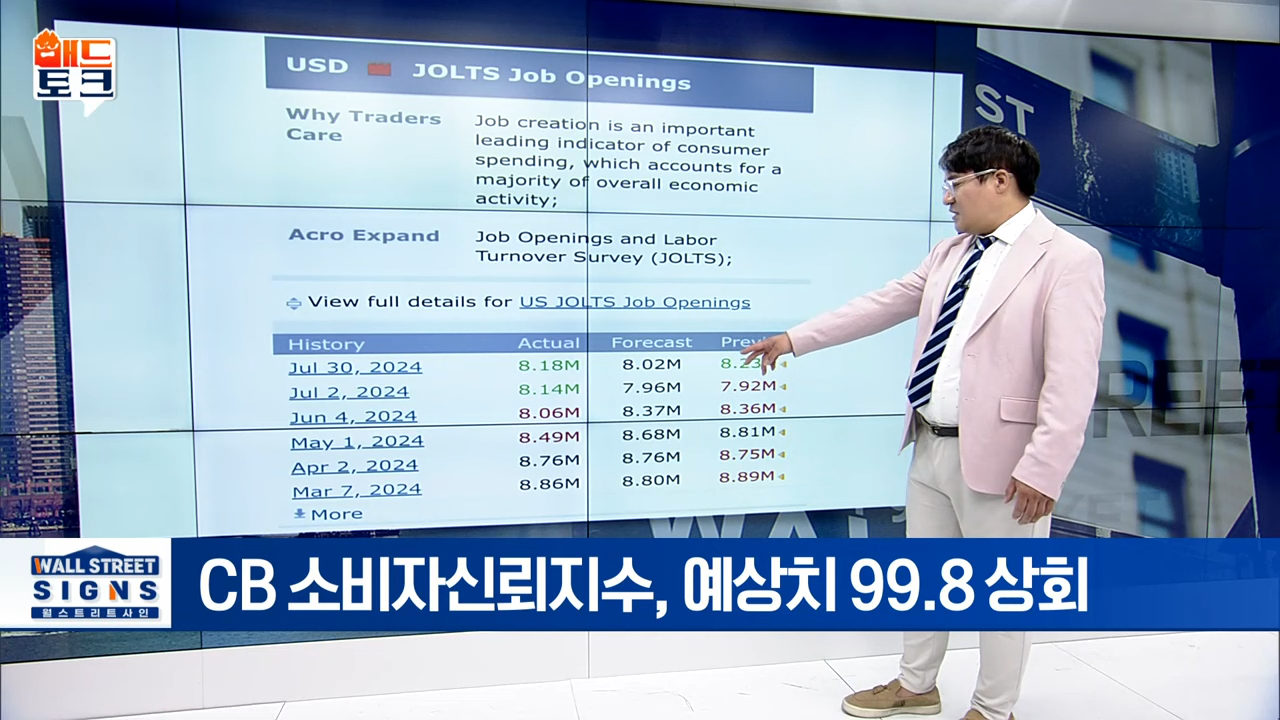 매드
토크
USD JOLTS Job Openings
Why Traders
Care
Job creation is an important
leading indicator of consumer
spending, which accounts for a
majority of overall economic
activity;
Acro Expand
Job Openings and Labor
Turnover Survey (JOLTS);
View full details for US JOLTS Job Openings
History Actual Forecast
Jul 30, 2024 8.18M 8.02M
Jul 2, 2024 8.14M 7.96M 7.92M
Jun 4, 2024 8.06M 8.37M 8.36M
May 1, 2024 8.49M 8.68M 8.81M
Apr 2, 2024 8.76M 8.76M 8.75M
Mar 7, 2024 8.86M 8.80M 8.89M
More
ST
WALL STREET
SIGNS
월스트리트사인
CB 소비자신뢰지수, 예상치 99.8 상회